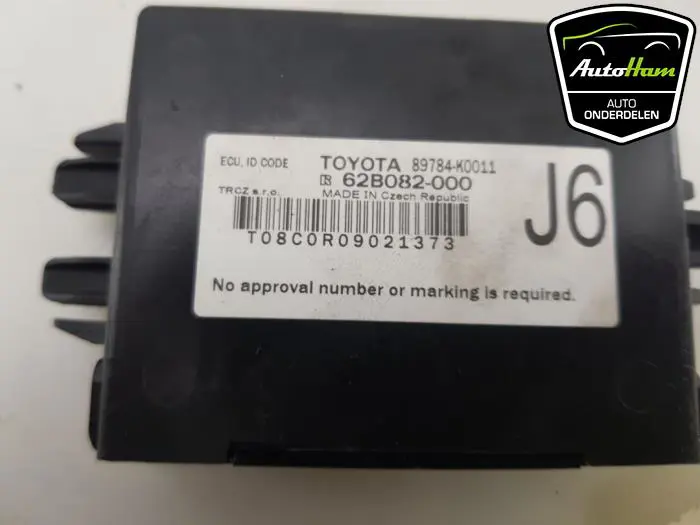 AutoHam
AUTO
ONDERDELEN
ECU, ID CODE TOYOTA 89784-K0011
62B082-000
TRCZ s.r.o. MADE IN Czech Republic
T08C0R09021373
J6
No approval number or marking is required.